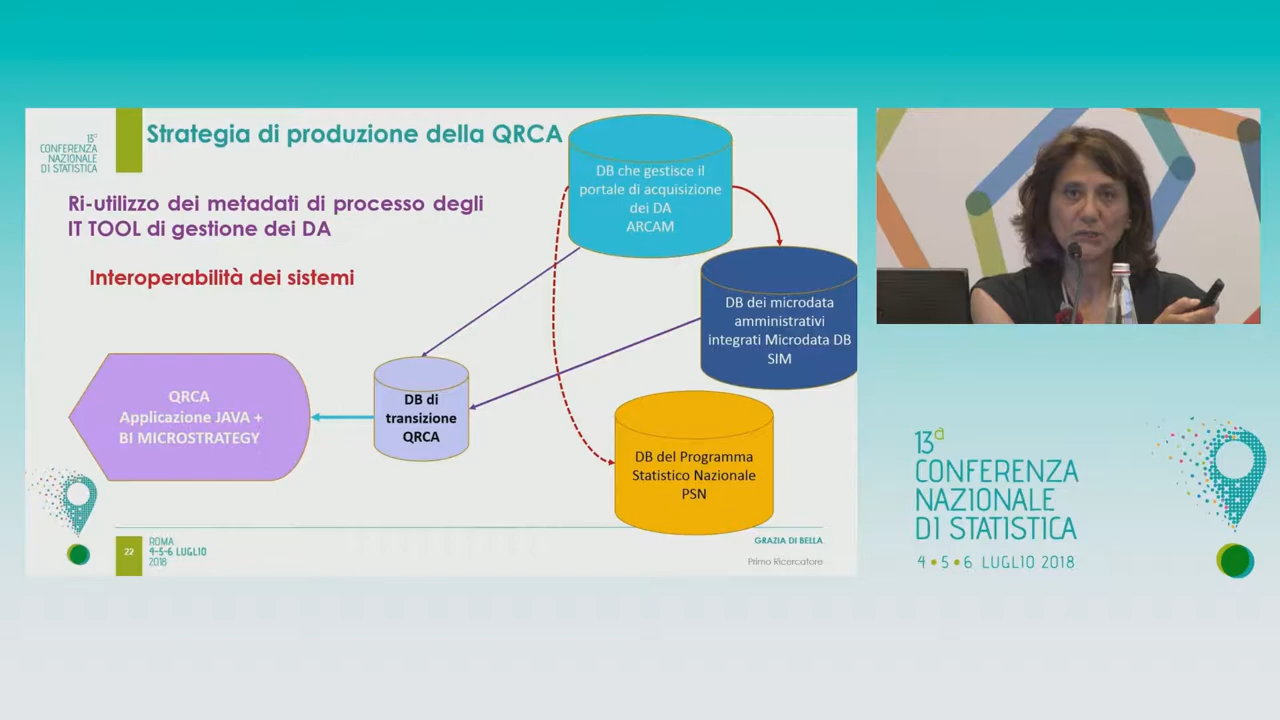 13ª
CONFERENZA
NAZIONALE
DI STATISTICA
Strategia di produzione della QRCA
Ri-utilizzo dei metadati di processo degli
IT TOOL di gestione dei DA
Interoperabilità dei sistemi
DB che gestisce il
portale di acquisizione
dei DA
ARCAM
DB dei microdata
amministrativi
integrati Microdata DB
SIM
QRCA
Applicazione JAVA +
BI MICROSTRATEGY
DB di
transizione
QRCA
DB del Programma
Statistico Nazionale
PSN
22
ROMA
4-5-6 LUGLIO
2018
GRAZIA DI BELLA
Primo Ricercatore
13ª
CONFERENZA
NAZIONALE
DI STATISTICA
4•5•6 LUGLIO 2018